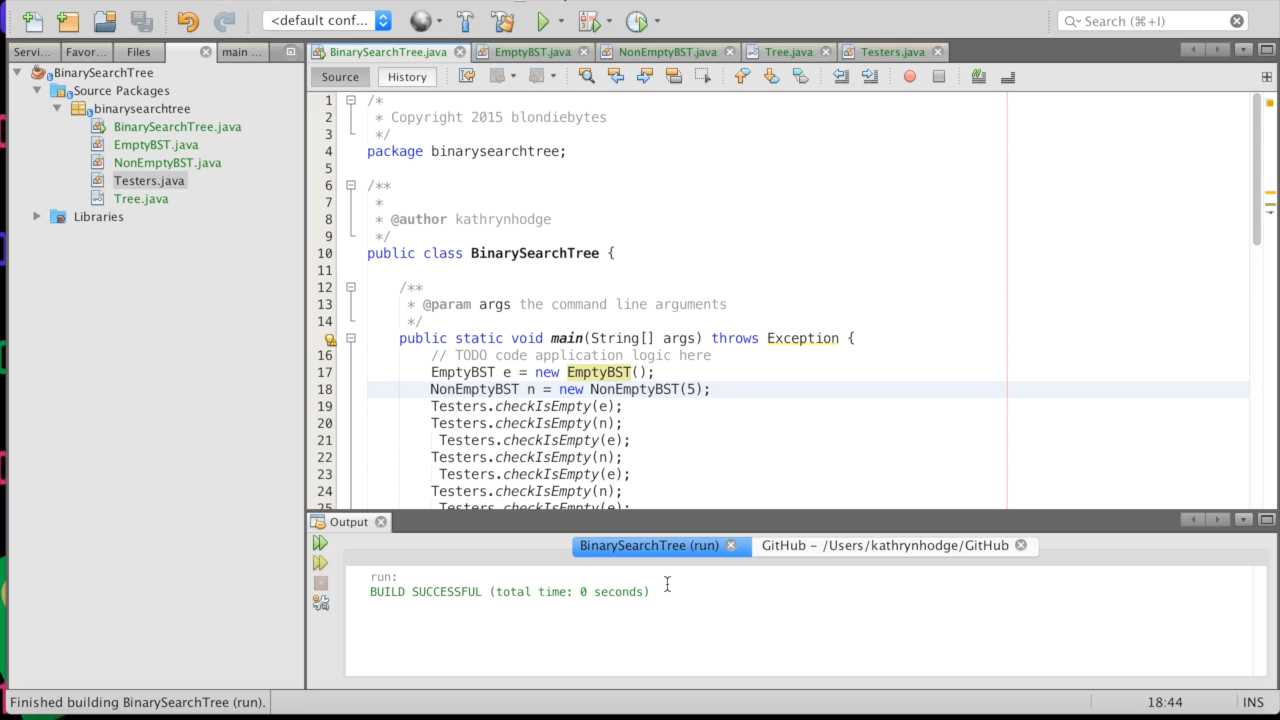 <default conf...
Search (⌘+I)
Servi...
Favor...
Files
main ...
BinarySearchTree.java
EmptyBST.java
NonEmptyBST.java
Tree.java
Testers.java
BinarySearchTree
Source Packages
binarysearchtree
BinarySearchTree.java
EmptyBST.java
NonEmptyBST.java
Testers.java
Tree.java
Libraries
Source
History
1 /*
2 * Copyright 2015 blondiebytes
3 */
4 package binarysearchtree;
5
6 /**
7 *
8 * @author kathrynhodge
9 */
10 public class BinarySearchTree {
11
12 /**
13 * @param args the command line arguments
14 */
public static void main(String[] args) throws Exception {
16 // TODO code application logic here
17 EmptyBST e = new EmptyBST();
18 NonEmptyBST n = new NonEmptyBST(5);
19 Testers.checkIsEmpty(e);
20 Testers.checkIsEmpty(n);
21 Testers.checkIsEmpty(e);
22 Testers.checkIsEmpty(n);
23 Testers.checkIsEmpty(e);
24 Testers.checkIsEmpty(n);
25 Testers.checkIsEmpty(e);
Output
BinarySearchTree (run)
GitHub - /Users/kathrynhodge/GitHub
run:
BUILD SUCCESSFUL (total time: 0 seconds)
Finished building BinarySearchTree (run).
18:44
INS